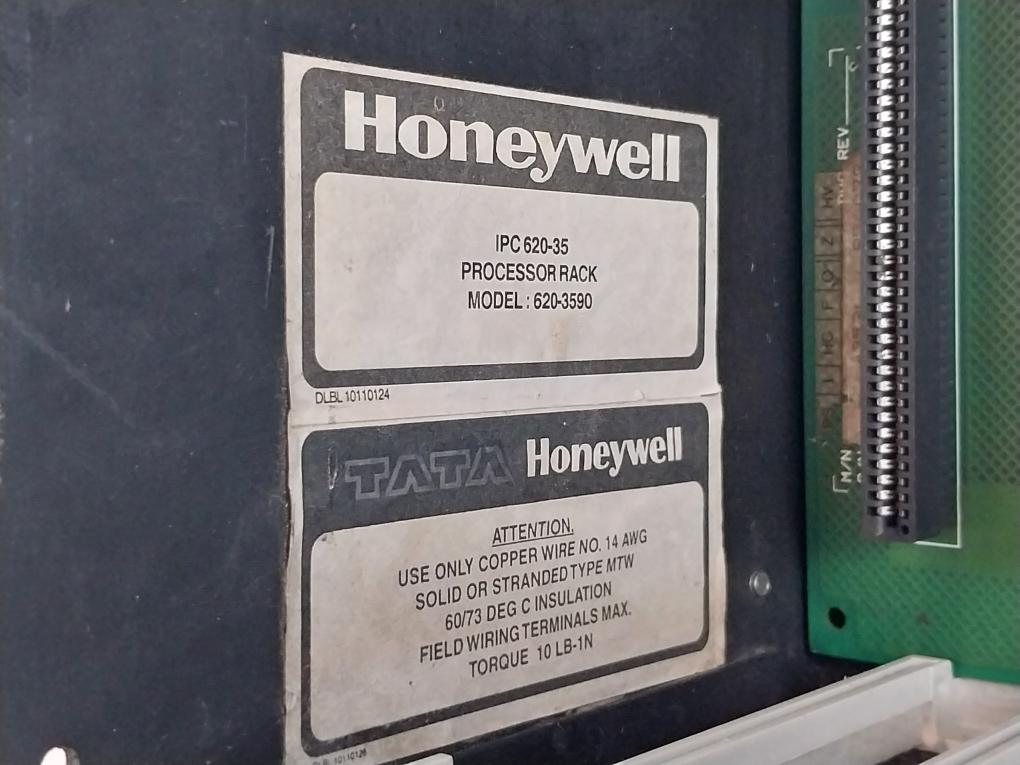 Honeywell
IPC 620-35
PROCESSOR RACK
MODEL : 620-3590
DLBL 10110124
TATA Honeywell
ATTENTION.
USE ONLY COPPER WIRE NO. 14 AWG
SOLID OR STRANDED TYPE MTW
60/73 DEG C INSULATION
FIELD WIRING TERMINALS MAX.
TORQUE 10 LB-1N
DLBL 10110126
REV
M/N